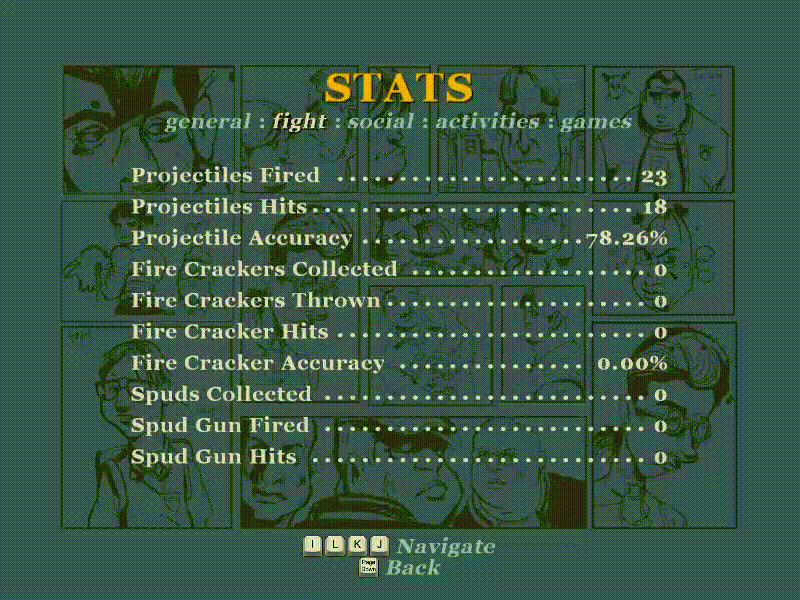 STATS
general : fight : social : activities : games
Projectiles Fired ........................ 23
Projectiles Hits .......................... 18
Projectile Accuracy ..................78.26%
Fire Crackers Collected ................... 0
Fire Crackers Thrown ..................... 0
Fire Cracker Hits ......................... 0
Fire Cracker Accuracy ............... 0.00%
Spuds Collected .......................... 0
Spud Gun Fired .......................... 0
Spud Gun Hits ........................... 0
I L K J Navigate
Page Down Back